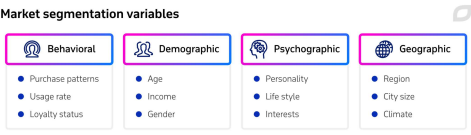 Market segmentation variables
Behavioral
Purchase patterns
Usage rate
Loyalty status
Demographic
Age
Income
Gender
Psychographic
Personality
Life style
Interests
Geographic
Region
City size
Climate